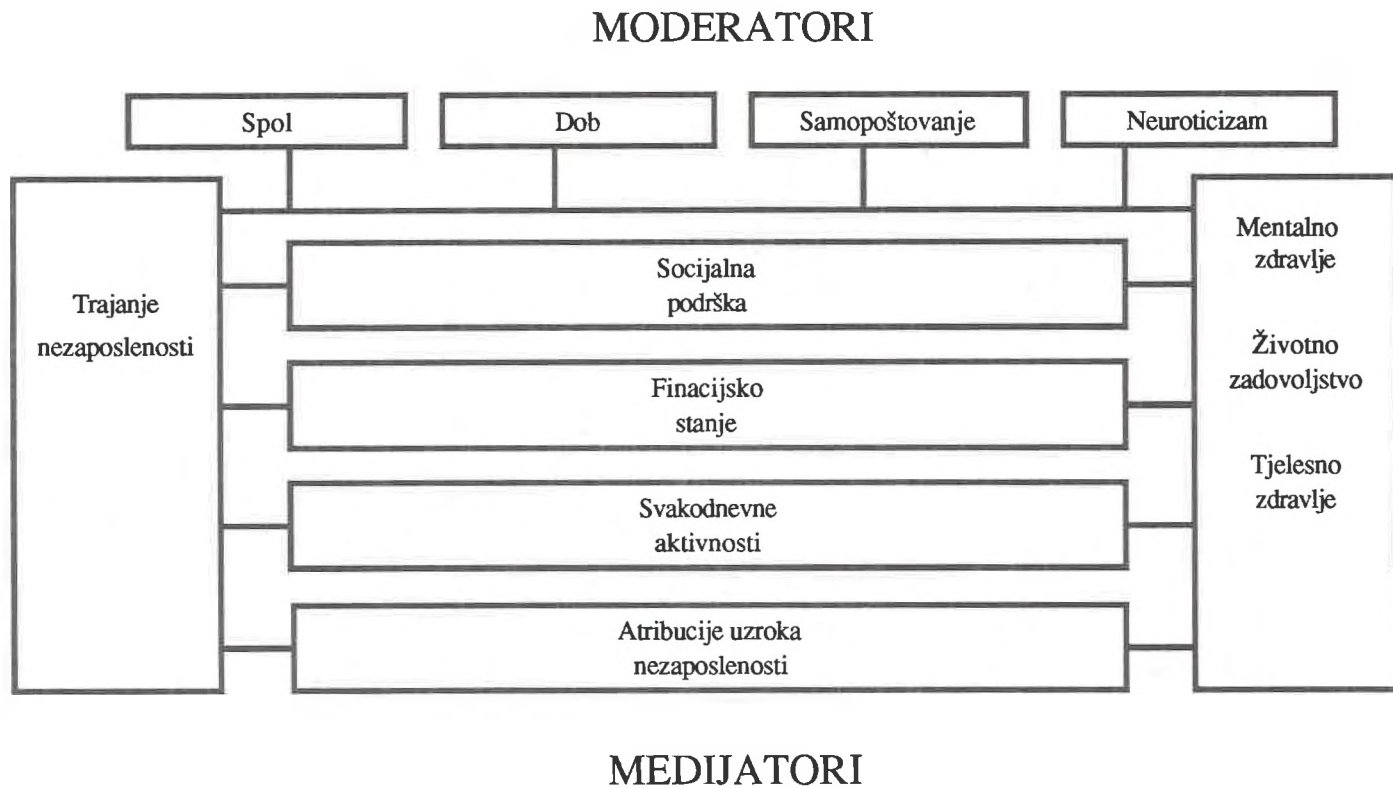 MODERATORI
Spol
Dob
Samopoštovanje
Neuroticizam
Trajanje
nezaposlenosti
Socijalna
podrška
Finacijsko
stanje
Svakodnevne
aktivnosti
Atribucije uzroka
nezaposlenosti
Mentalno
zdravlje
Životno
zadovoljstvo
Tjelesno
zdravlje
MEDIJATORI